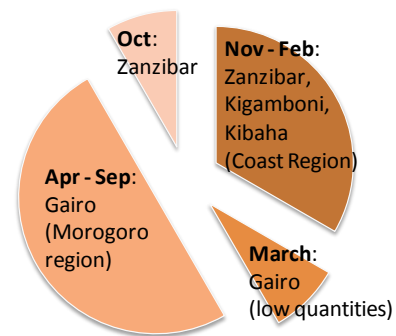 Oct:
Zanzibar
Nov - Feb:
Zanzibar,
Kigamboni,
Kibaha
(Coast Region)
March:
Gairo
(low quantities)
Apr - Sep:
Gairo
(Morogoro
region)